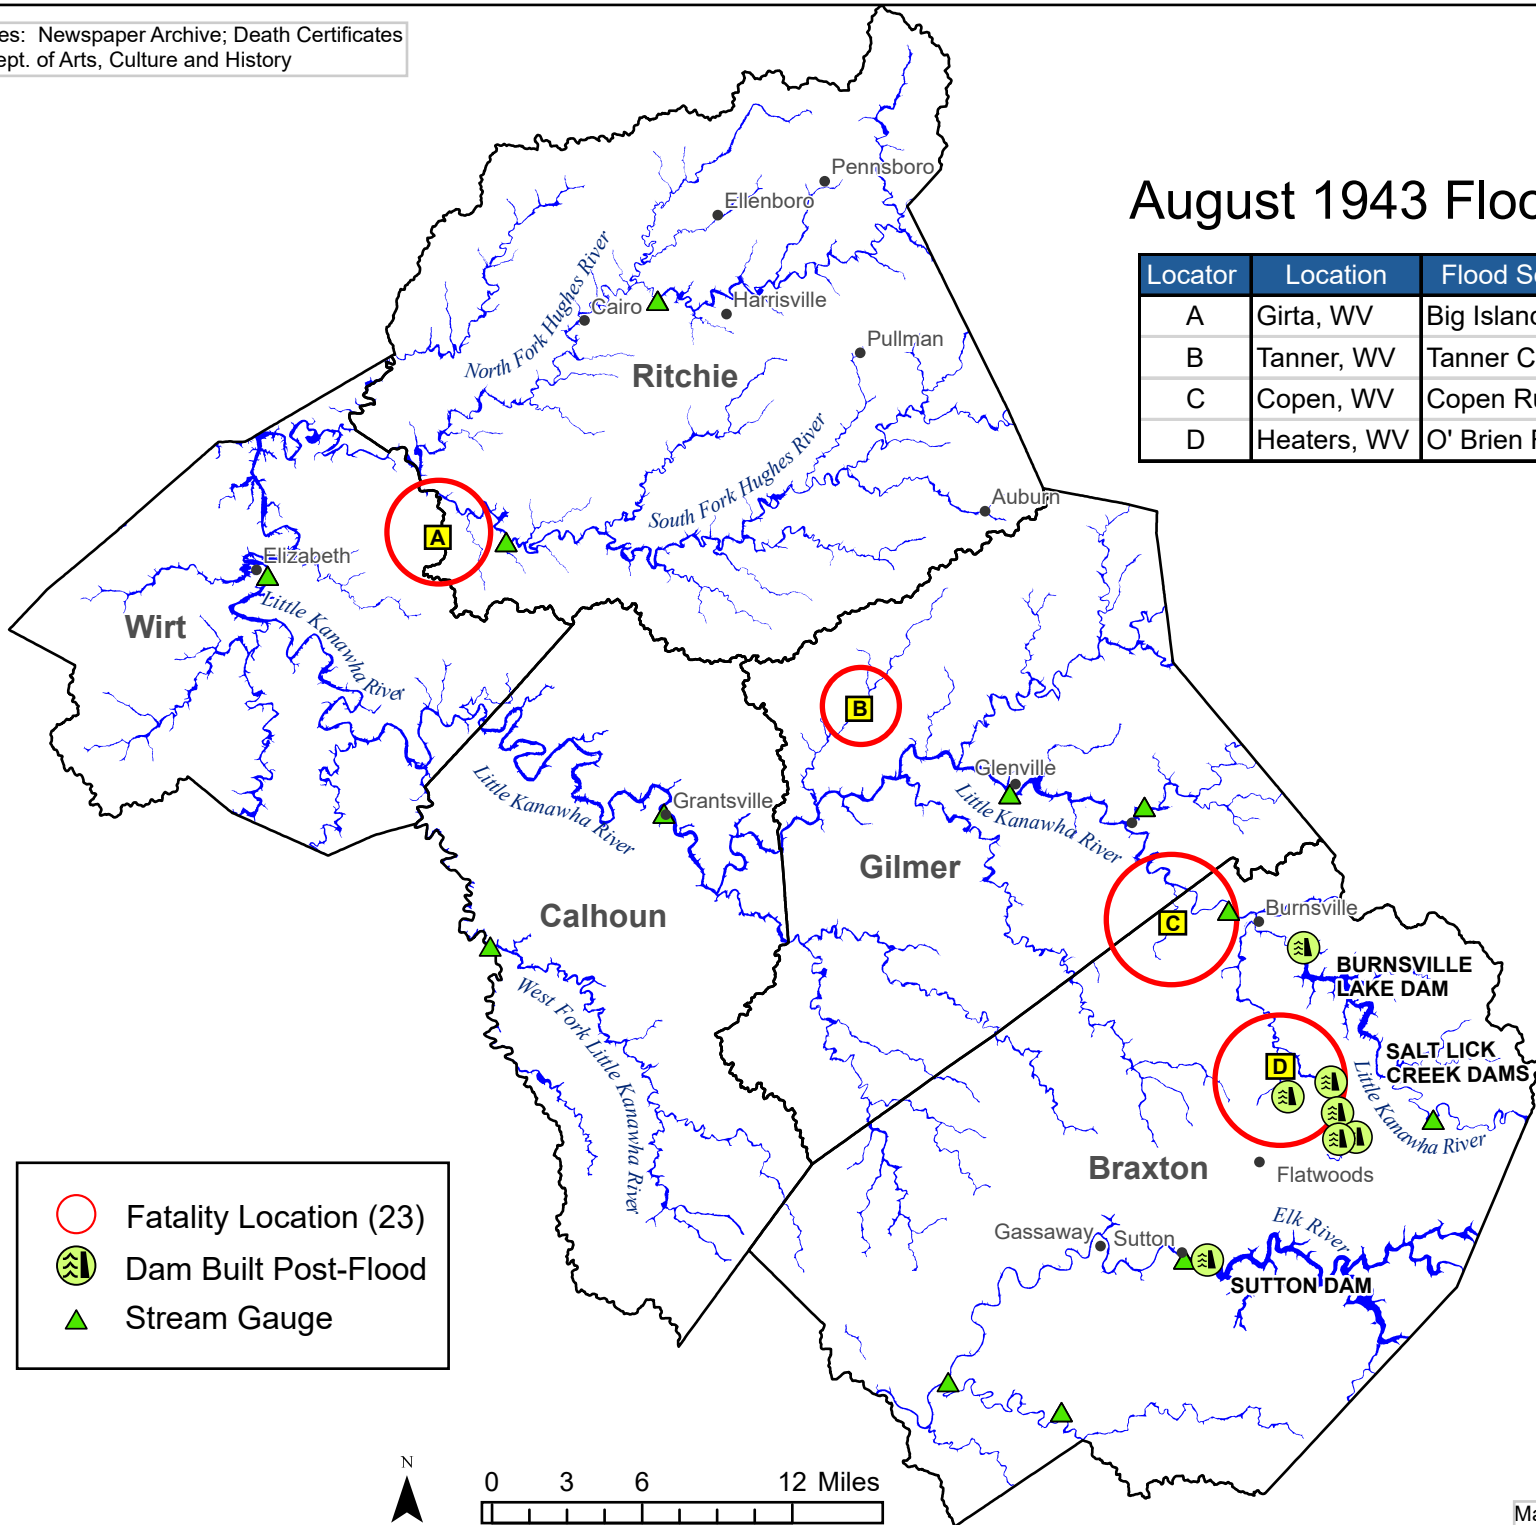 es: Newspaper Archive; Death Certificates
ept. of Arts, Culture and History
August 1943 Floo
Locator Location Flood S
A Girta, WV Big Island
B Tanner, WV Tanner C
C Copen, WV Copen Ru
D Heaters, WV O' Brien F
Pennsboro
Ellenboro
North Fork Hughes River
Cairo
Harrisville
Pullman
Ritchie
South Fork Hughes River
Auburn
A
Elizabeth
Little Kanawha River
Wirt
B
Glenville
Little Kanawha River
Little Kanawha River
Grantsville
Gilmer
Calhoun
C
Burnsville
BURNSVILLE
LAKE DAM
West Fork Little Kanawha River
D
SALT LICK
CREEK DAMS
Little Kanawha River
Braxton
Flatwoods
Gassaway
Sutton
Elk River
SUTTON DAM
Fatality Location (23)
Dam Built Post-Flood
Stream Gauge
N
0 3 6 12 Miles
Ma